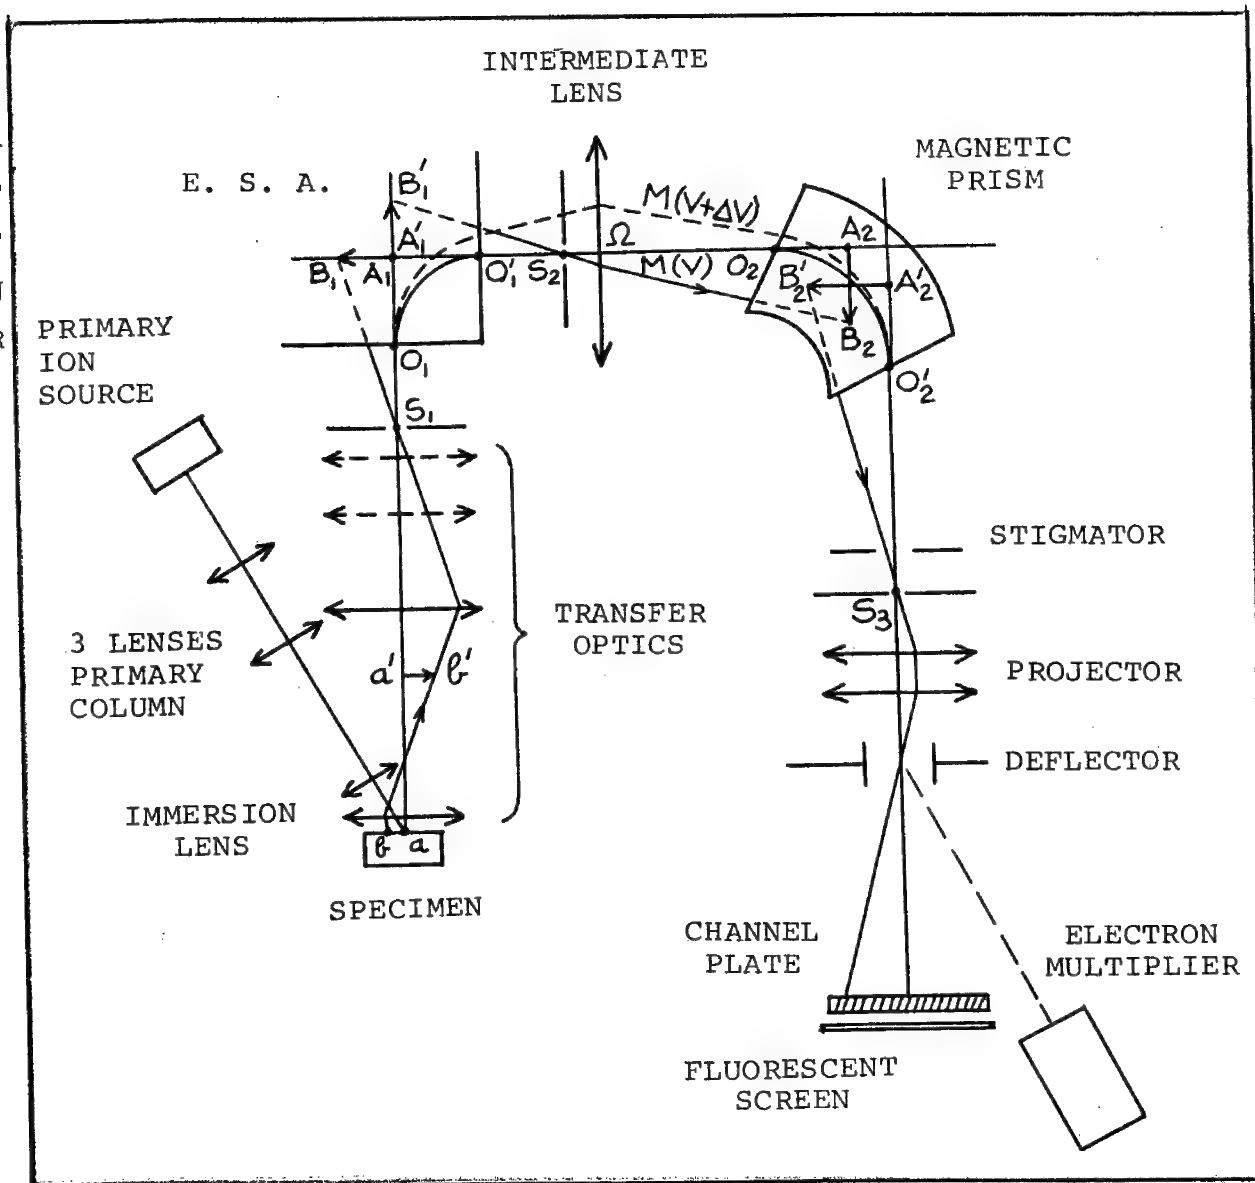 INTERMEDIATE
LENS
MAGNETIC
PRISM
E. S. A.
B₁'
A₁'
B₁ A₁ O₁' S₂
Ω
M(V+ΔV)
M(V) O₂
A₂
B₂' A₂'
B₂
O₂'
O₁
PRIMARY
ION
SOURCE
S₁
STIGMATOR
S₃
3 LENSES
PRIMARY
COLUMN
TRANSFER
OPTICS
a' b'
PROJECTOR
DEFLECTOR
IMMERSION
LENS
b a
SPECIMEN
CHANNEL
PLATE
ELECTRON
MULTIPLIER
FLUORESCENT
SCREEN